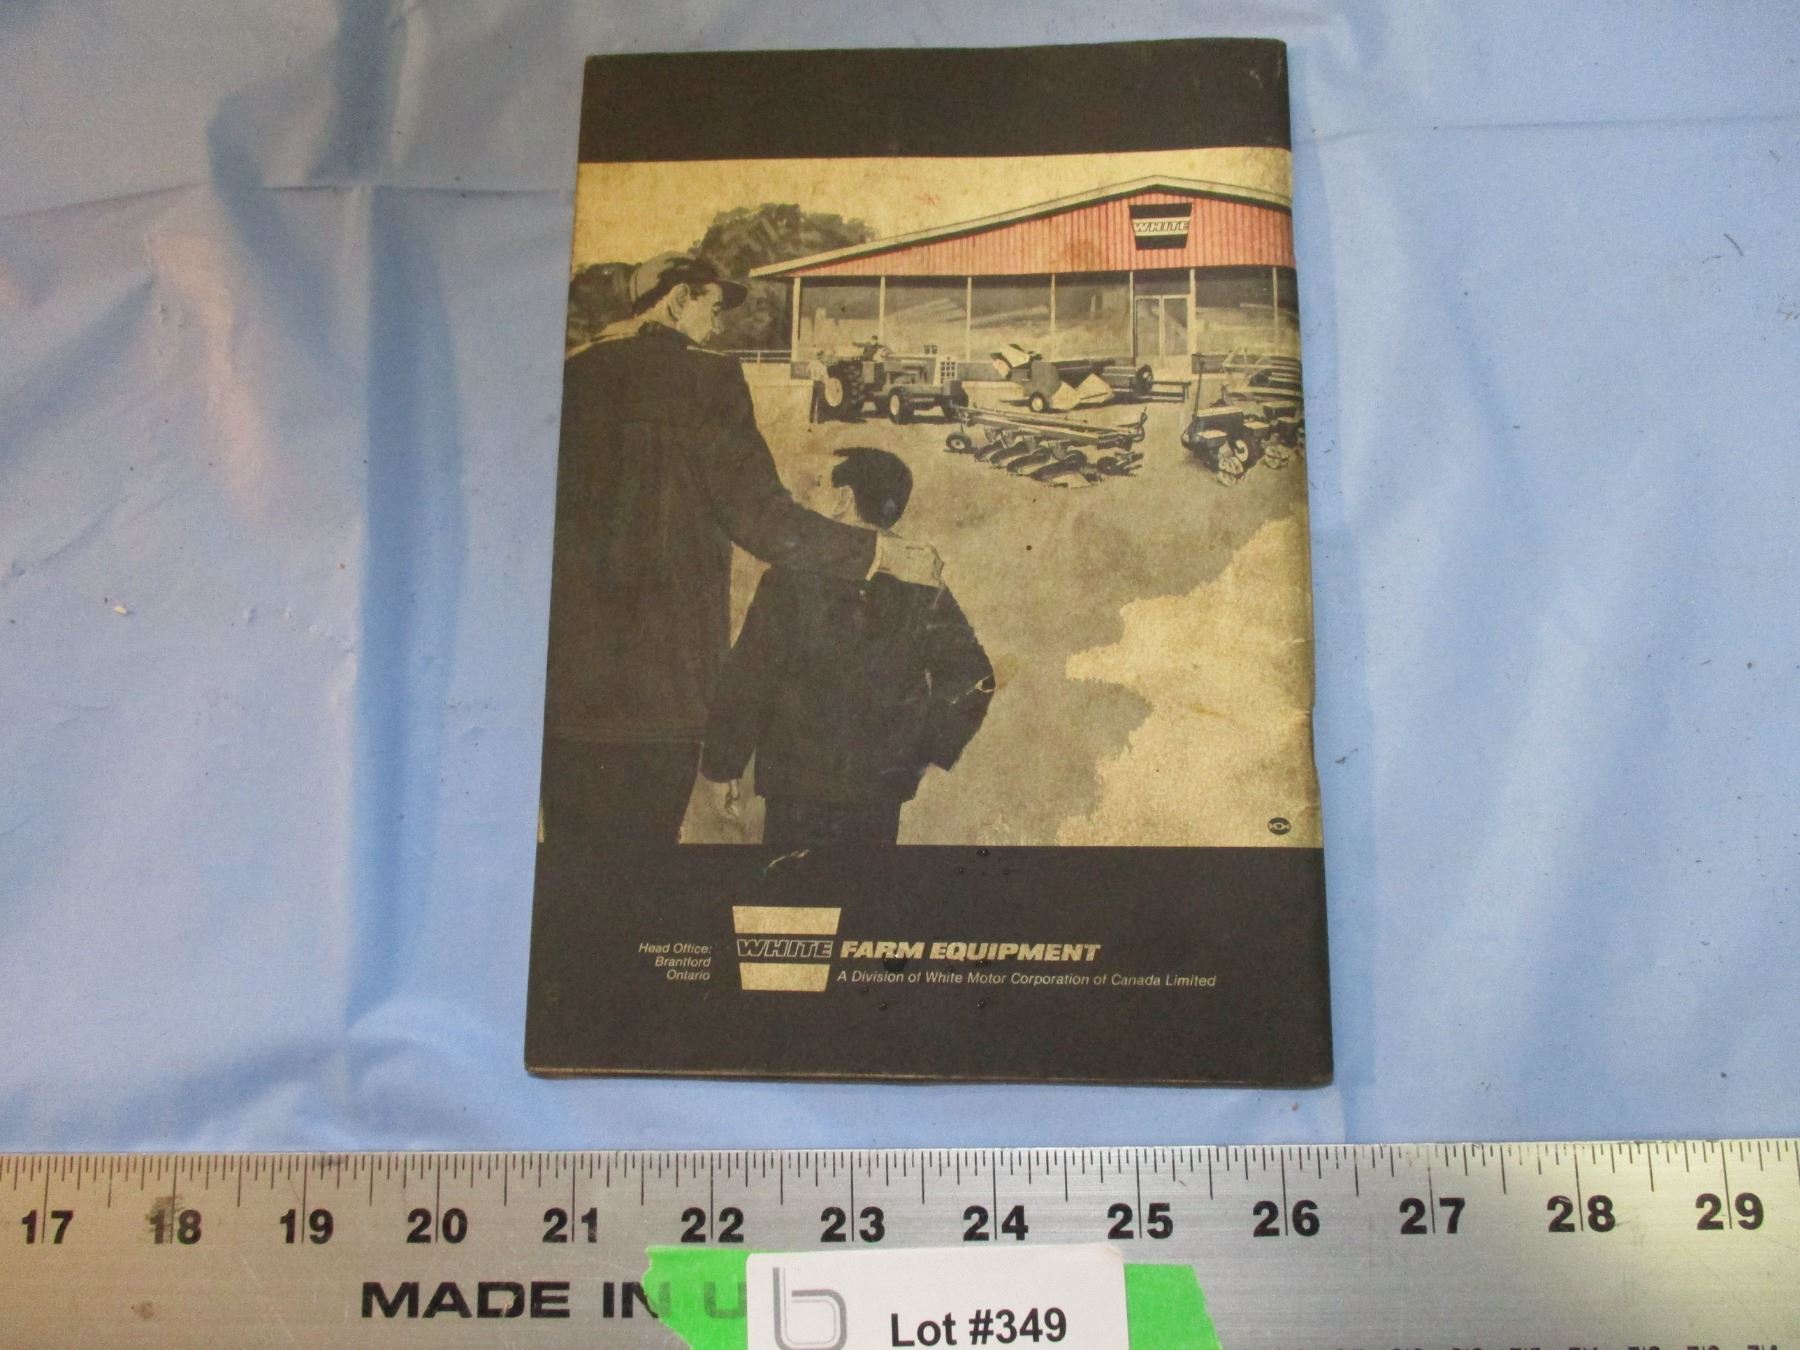 WHITE
Head Office:
Brantford
Ontario
WHITE FARM EQUIPMENT
A Division of White Motor Corporation of Canada Limited
17 18 19 20 21 22 23 24 25 26 27 28 29
MADE IN U
b
Lot #349